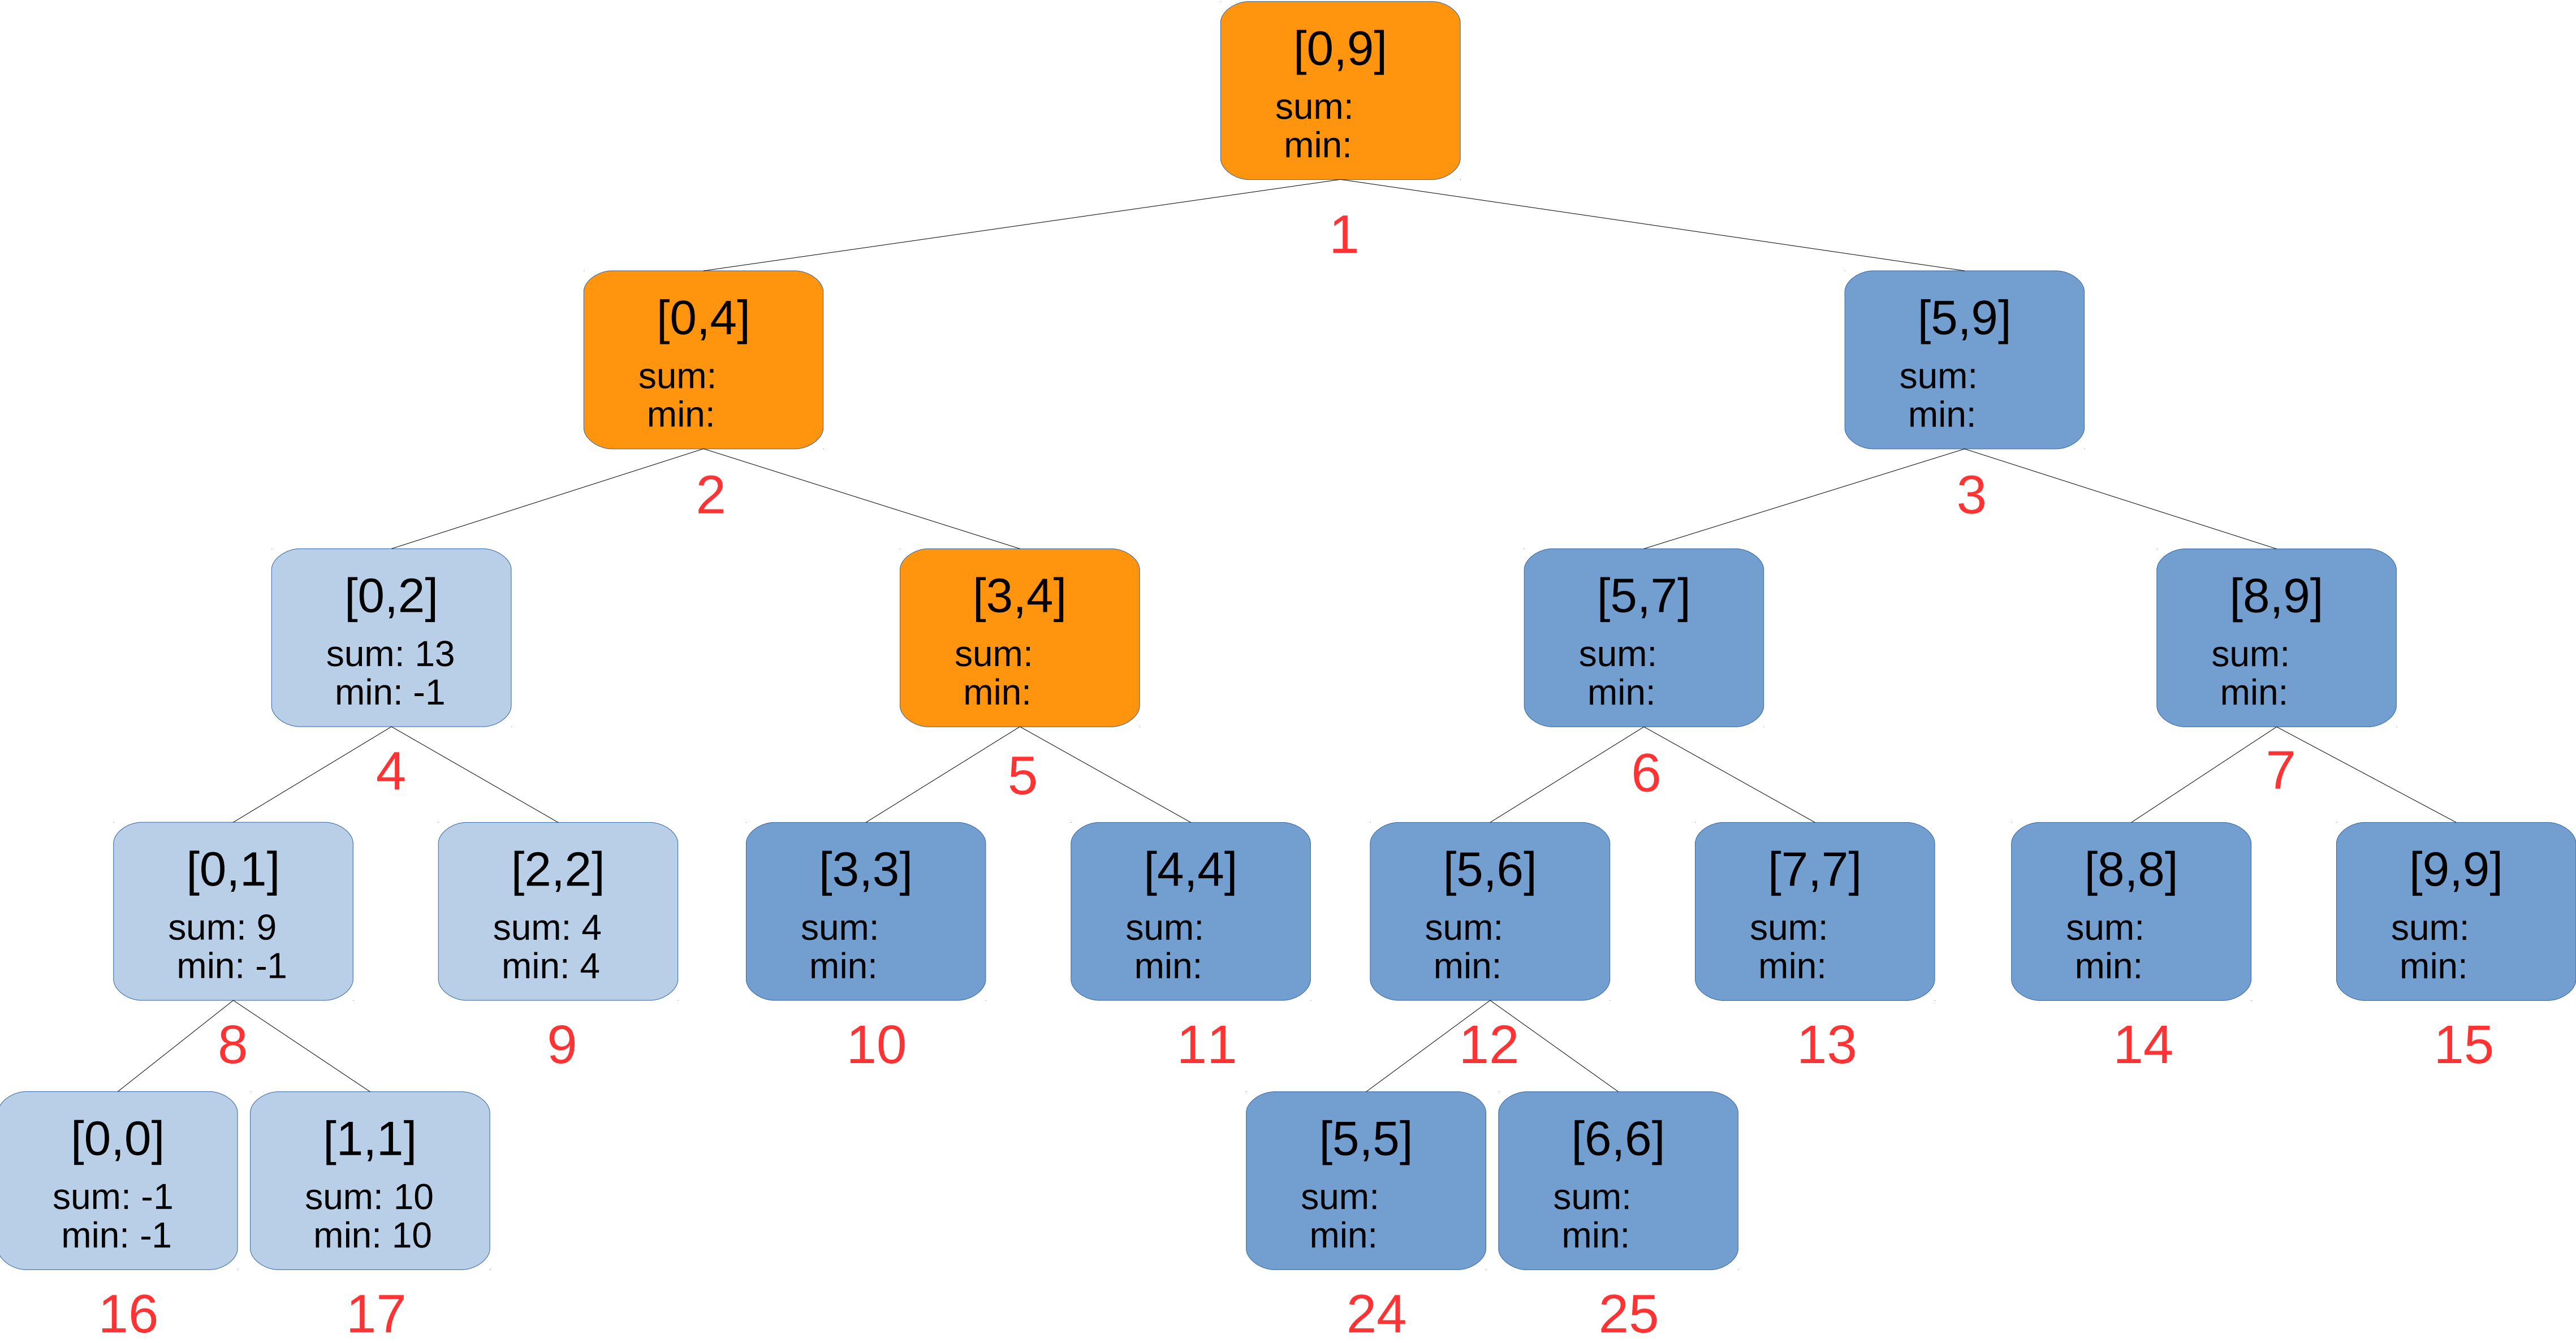 [0,9]
sum:
min:
1
[0,4]
sum:
min:
[5,9]
sum:
min:
2
3
[0,2]
sum: 13
min: -1
[3,4]
sum:
min:
[5,7]
sum:
min:
[8,9]
sum:
min:
4
5
6
7
[0,1]
sum: 9
min: -1
[2,2]
sum: 4
min: 4
[3,3]
sum:
min:
[4,4]
sum:
min:
[5,6]
sum:
min:
[7,7]
sum:
min:
[8,8]
sum:
min:
[9,9]
sum:
min:
8
9
10
11
12
13
14
15
[0,0]
sum: -1
min: -1
[1,1]
sum: 10
min: 10
[5,5]
sum:
min:
[6,6]
sum:
min:
16
17
24
25